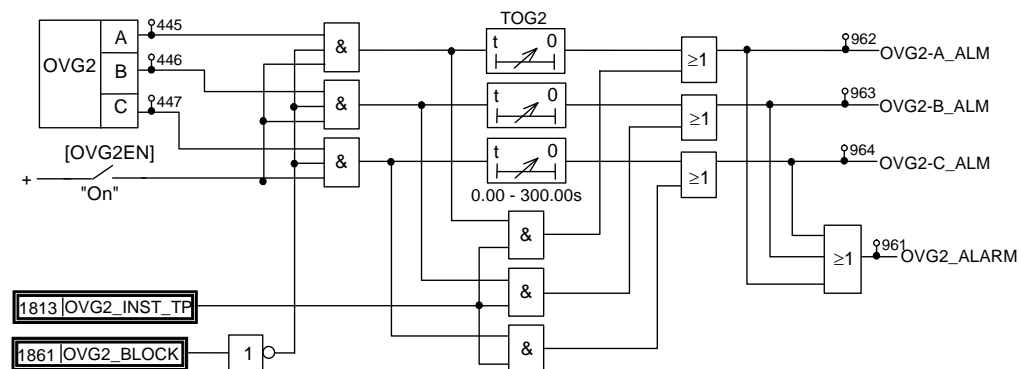 TOG2
OVG2
A
445
B
446
C
447
&
&
&
t 0
t 0
t 0
≥1
≥1
≥1
962
OVG2-A_ALM
963
OVG2-B_ALM
964
OVG2-C_ALM
[OVG2EN]
+
"On"
0.00 - 300.00s
&
&
&
≥1
961
OVG2_ALARM
1813 OVG2_INST_TP
1861 OVG2_BLOCK
1